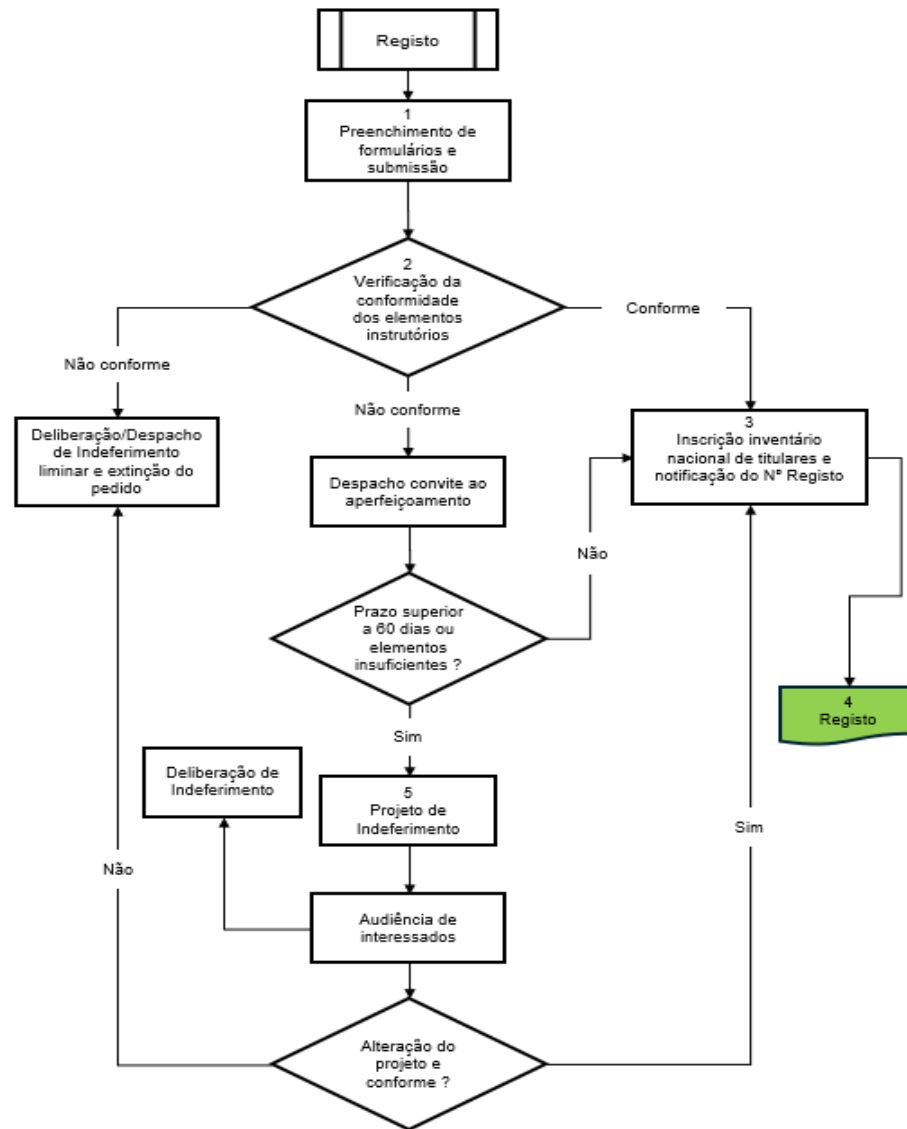 Registo
1
Preenchimento de
formulários e
submissão
2
Verificação da
conformidade
dos elementos
instrutórios
Conforme
Não conforme
Não conforme
Deliberação/Despacho
de Indeferimento
liminar e extinção do
pedido
3
Inscrição inventário
nacional de titulares e
notificação do Nº Registo
Despacho convite ao
aperfeiçoamento
Não
Prazo superior
a 60 dias ou
elementos
insuficientes ?
4
Registo
Sim
Deliberação de
Indeferimento
5
Projeto de
Indeferimento
Sim
Não
Audiência de
interessados
Alteração do
projeto e
conforme ?